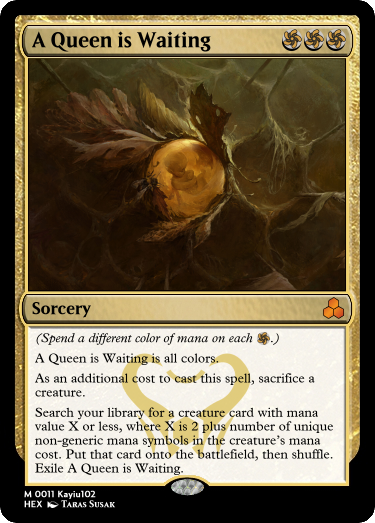 A Queen is Waiting
Sorcery
(Spend a different color of mana on each .)
A Queen is Waiting is all colors.
As an additional cost to cast this spell, sacrifice a
creature.
Search your library for a creature card with mana
value X or less, where X is 2 plus number of unique
non-generic mana symbols in the creature's mana
cost. Put that card onto the battlefield, then shuffle.
Exile A Queen is Waiting.
M 0011 Kayiu102
HEX Taras Susak